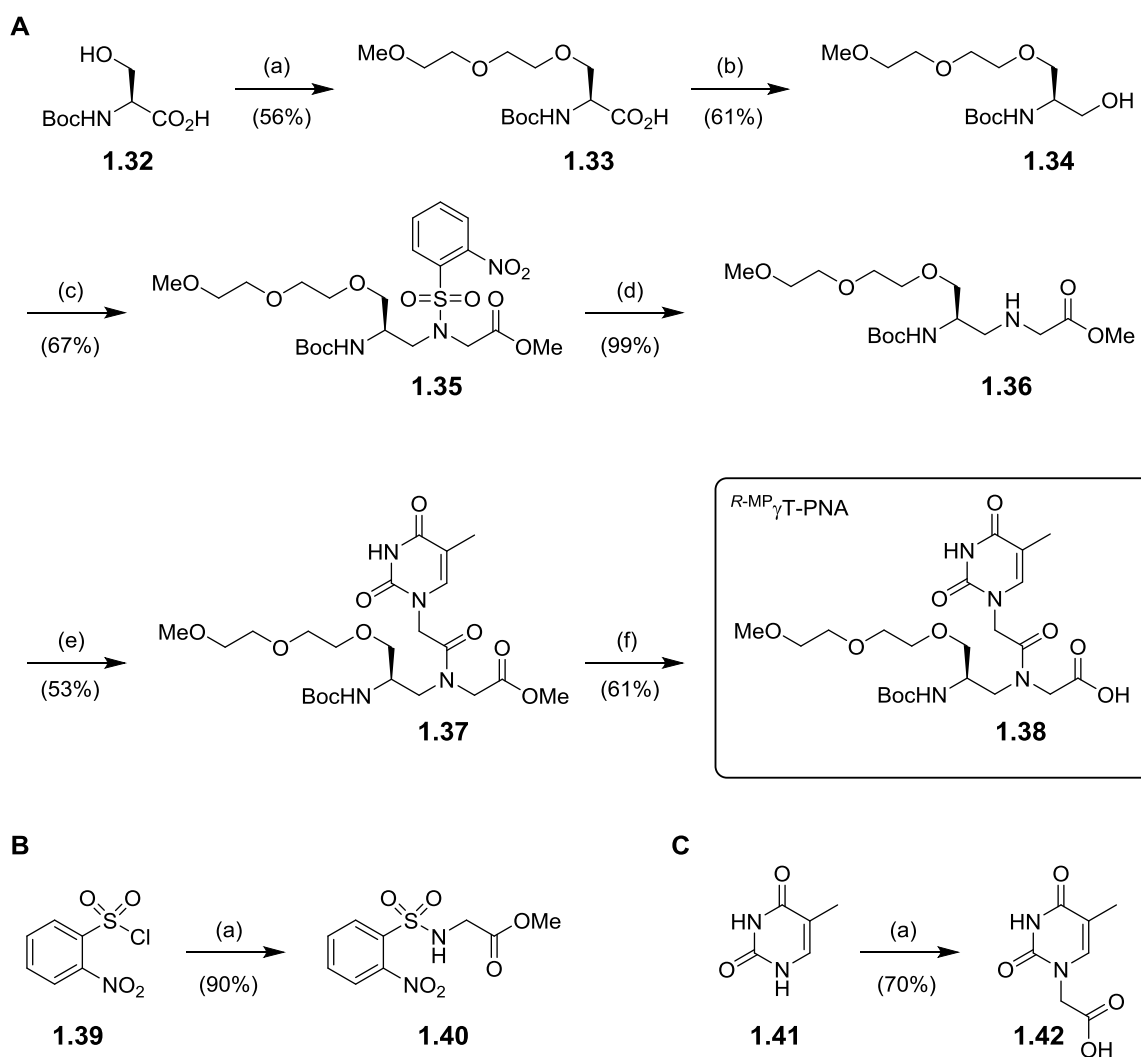 A
HO
BocHN CO2H
1.32
(a)
(56%)
MeO O O
BocHN CO2H
1.33
(b)
(61%)
MeO O O
BocHN OH
1.34
(c)
(67%)
NO2
MeO O O O S O O
BocHN N OMe
1.35
(d)
(99%)
MeO O O H O
BocHN N OMe
1.36
(e)
(53%)
O
HN
O N
MeO O O O O
BocHN N OMe
1.37
(f)
(61%)
R-MPγT-PNA
O
HN
O N
MeO O O O O
BocHN N OH
1.38
B
O O
S
Cl
NO2
1.39
(a)
(90%)
O O
S OMe
N
H O
NO2
1.40
C
O
HN
O N
H
1.41
(a)
(70%)
O
HN
O N
O
OH
1.42